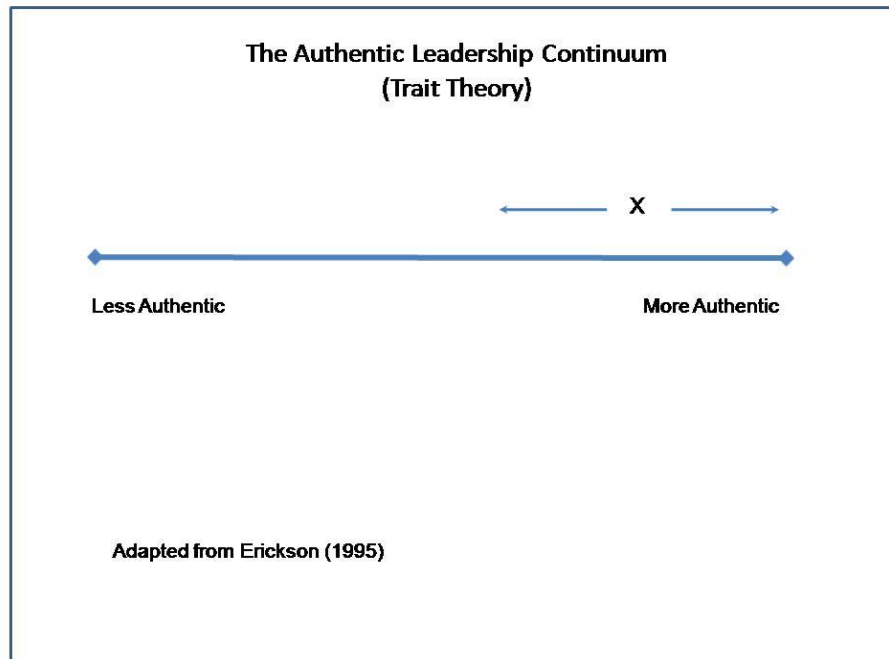 The Authentic Leadership Continuum
(Trait Theory)
X
Less Authentic
More Authentic
Adapted from Erickson (1995)